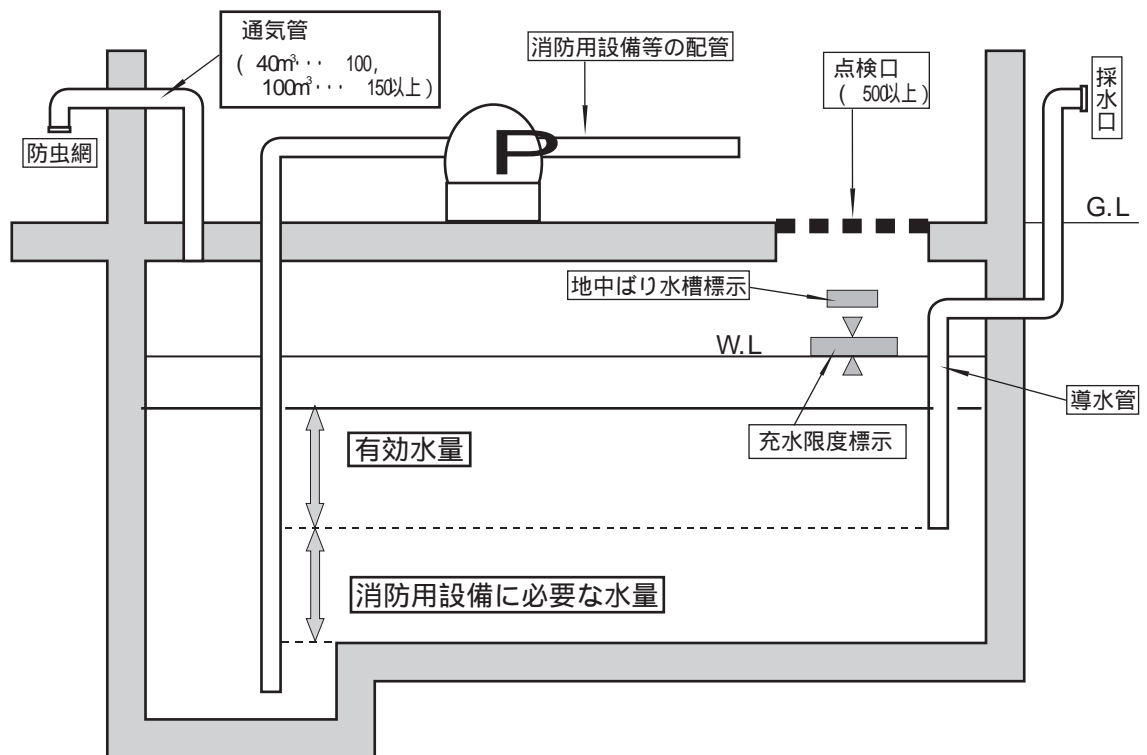 通気管
( 40m³··· 100,
100m³··· 150以上)
消防用設備等の配管
点検口
( 500以上)
採水口
防虫網
P
G.L
地中ばり水槽標示
W.L
導水管
充水限度標示
有効水量
消防用設備に必要な水量